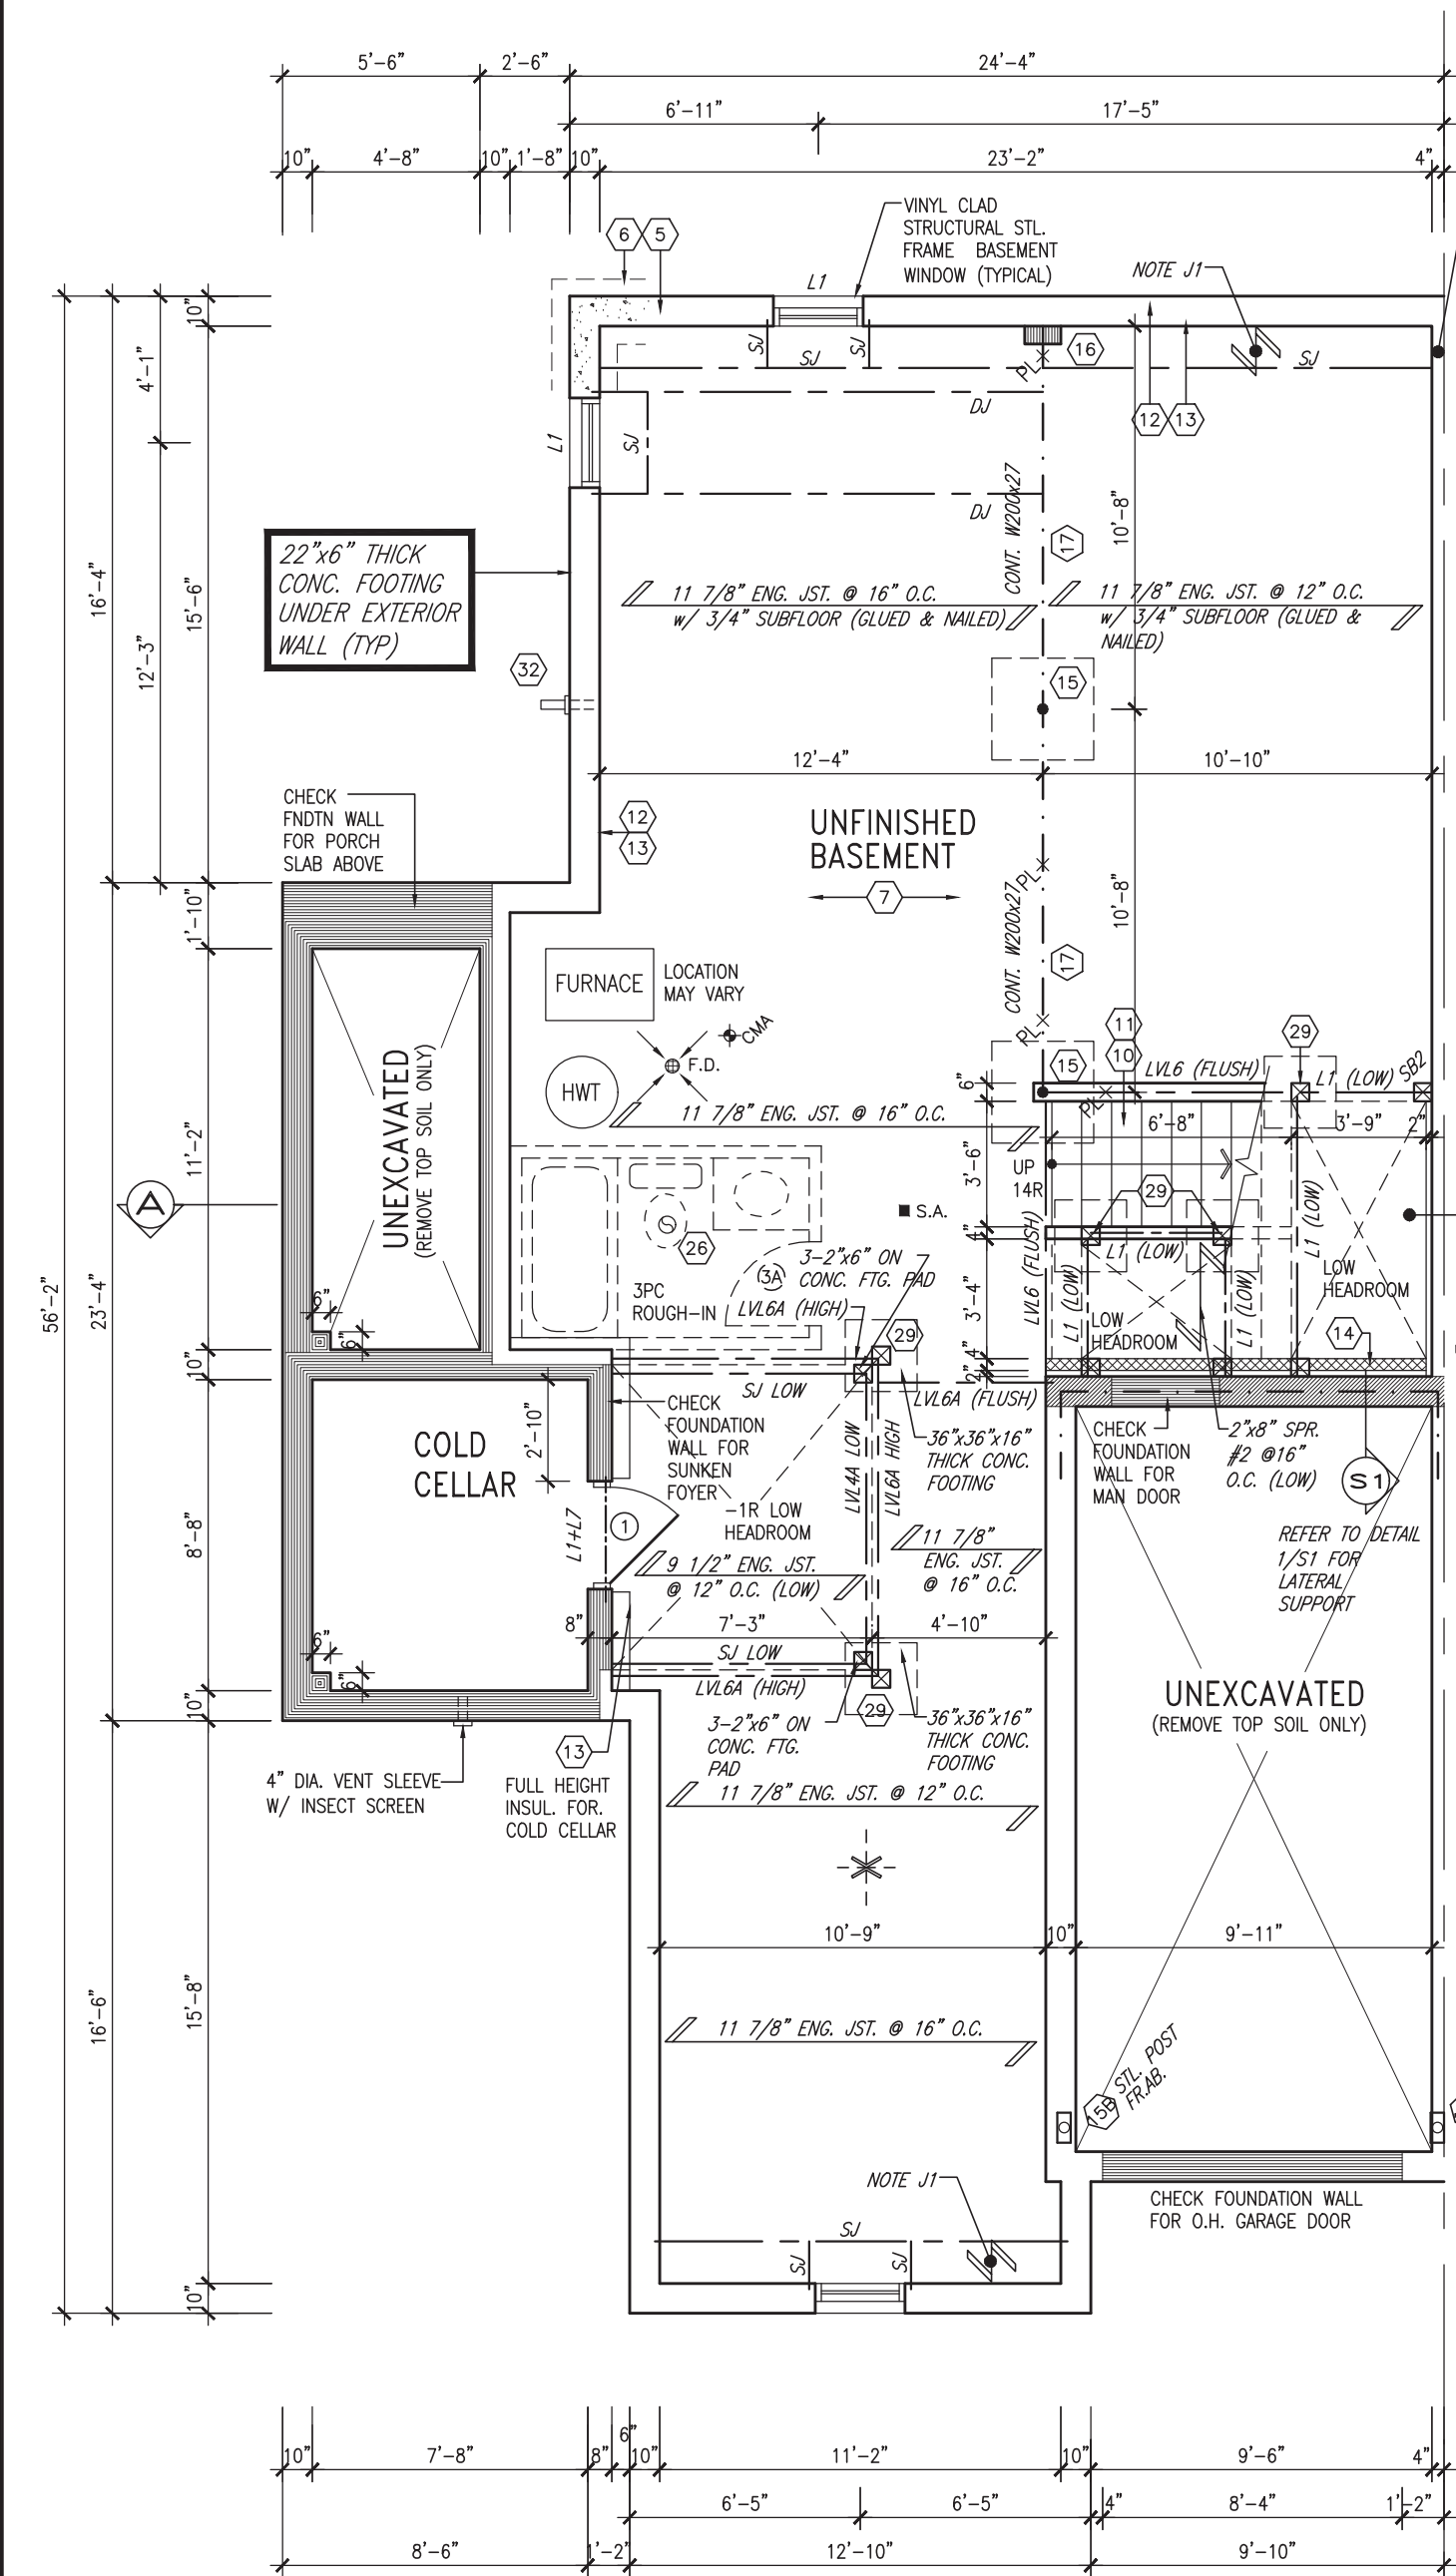 5'-6" 2'-6" 24'-4"
6'-11" 17'-5"
10" 4'-8" 10" 1'-8" 10" 23'-2" 4"
VINYL CLAD
STRUCTURAL STL.
FRAME BASEMENT
WINDOW (TYPICAL)
6 5
NOTE J1
L1
10"
SJ
SJ
SJ
PL
16
SJ
4'-1"
DJ
12 13
L1
SJ
DJ
CONT. W200x27
17
10'-8"
22"x6" THICK
CONC. FOOTING
UNDER EXTERIOR
WALL (TYP)
16'-4"
15'-6"
12'-3"
11 7/8" ENG. JST. @ 16" O.C.
w/ 3/4" SUBFLOOR (GLUED & NAILED)
11 7/8" ENG. JST. @ 12" O.C.
w/ 3/4" SUBFLOOR (GLUED &
NAILED)
32
15
12'-4" 10'-10"
CHECK
FNDTN WALL
FOR PORCH
SLAB ABOVE
12
13
UNFINISHED
BASEMENT
7
PL
CONT. W200x27
17
10'-8"
1'-10"
FURNACE
LOCATION
MAY VARY
CMA
F.D.
HWT
PL
11
10
29
15
LVL6 (FLUSH)
L1 (LOW)
SB2
6"
PL
11 7/8" ENG. JST. @ 16" O.C.
6'-8" 3'-9" 2"
UNEXCAVATED
(REMOVE TOP SOIL ONLY)
11'-2"
3'-6"
UP
14R
29
A
26
S.A.
4"
LVL6 (FLUSH)
L1 (LOW)
L1 (LOW)
LOW
HEADROOM
3A
3-2"x6" ON
CONC. FTG. PAD
3PC
ROUGH-IN
LVL6A (HIGH)
3'-4"
L1 (LOW)
L1 (LOW)
LOW
HEADROOM
14
56'-2"
23'-4"
6"
6"
29
4"
2"
10"
SJ LOW
LVL6A (FLUSH)
CHECK
FOUNDATION
WALL FOR
SUNKEN
FOYER
2'-10"
COLD
CELLAR
LVL4A LOW
LVL6A HIGH
36"x36"x16"
THICK CONC.
FOOTING
CHECK
FOUNDATION
WALL FOR
MAN DOOR
2"x8" SPR.
#2 @16"
O.C. (LOW)
S1
-1R LOW
HEADROOM
L1+L7
1
8'-8"
9 1/2" ENG. JST.
@ 12" O.C. (LOW)
11 7/8"
ENG. JST.
@ 16" O.C.
REFER TO DETAIL
1/S1 FOR
LATERAL
SUPPORT
8" 7'-3" 4'-10"
6"
6"
SJ LOW
LVL6A (HIGH)
10"
29
UNEXCAVATED
(REMOVE TOP SOIL ONLY)
3-2"x6" ON
CONC. FTG.
PAD
36"x36"x16"
THICK CONC.
FOOTING
13
4" DIA. VENT SLEEVE
W/ INSECT SCREEN
FULL HEIGHT
INSUL. FOR.
COLD CELLAR
11 7/8" ENG. JST. @ 12" O.C.
10'-9" 10" 9'-11"
16'-6"
15'-8"
11 7/8" ENG. JST. @ 16" O.C.
15B
STL. POST
FR.AB.
NOTE J1
CHECK FOUNDATION WALL
FOR O.H. GARAGE DOOR
SJ
SJ
SJ
10"
10" 7'-8" 8" 6" 10" 11'-2" 10" 9'-6" 4"
6'-5" 6'-5" 4" 8'-4" 1'-2"
8'-6" 1'-2" 12'-10" 9'-10"